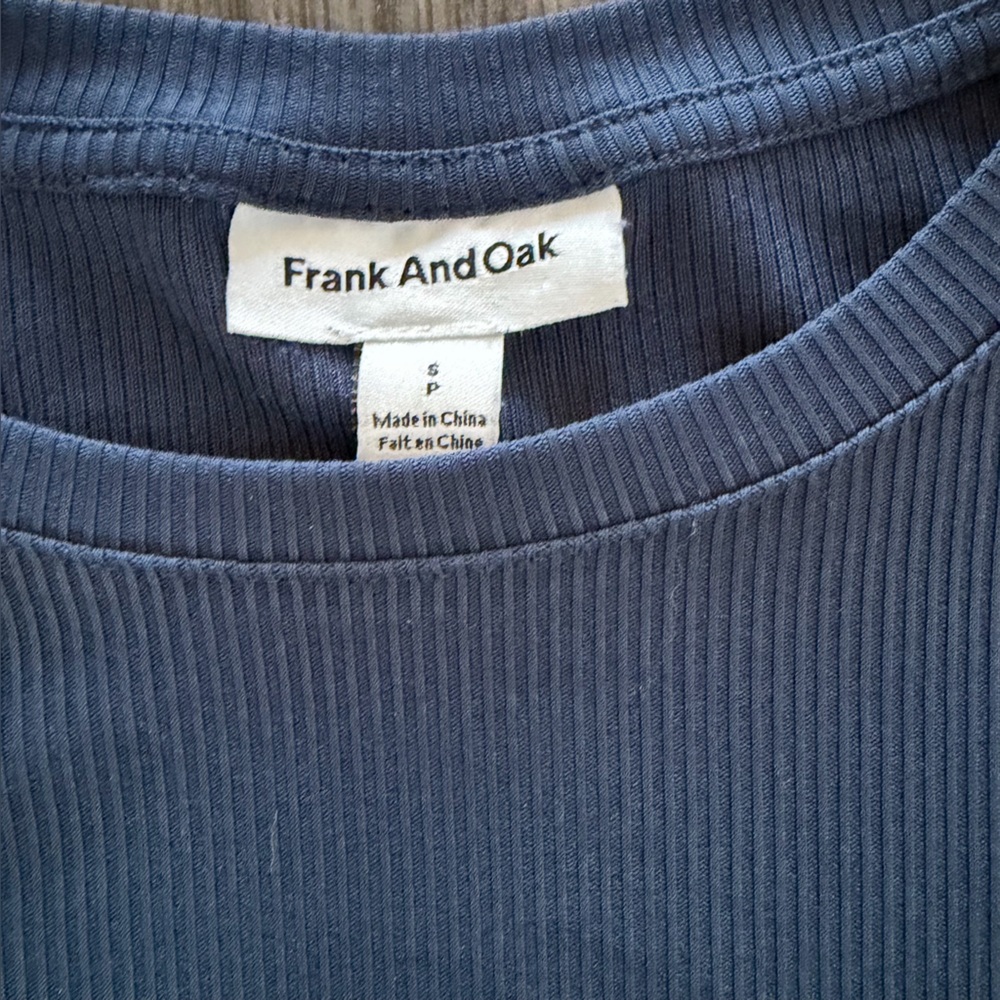 Frank And Oak
S
P
Made in China
Fait en Chine